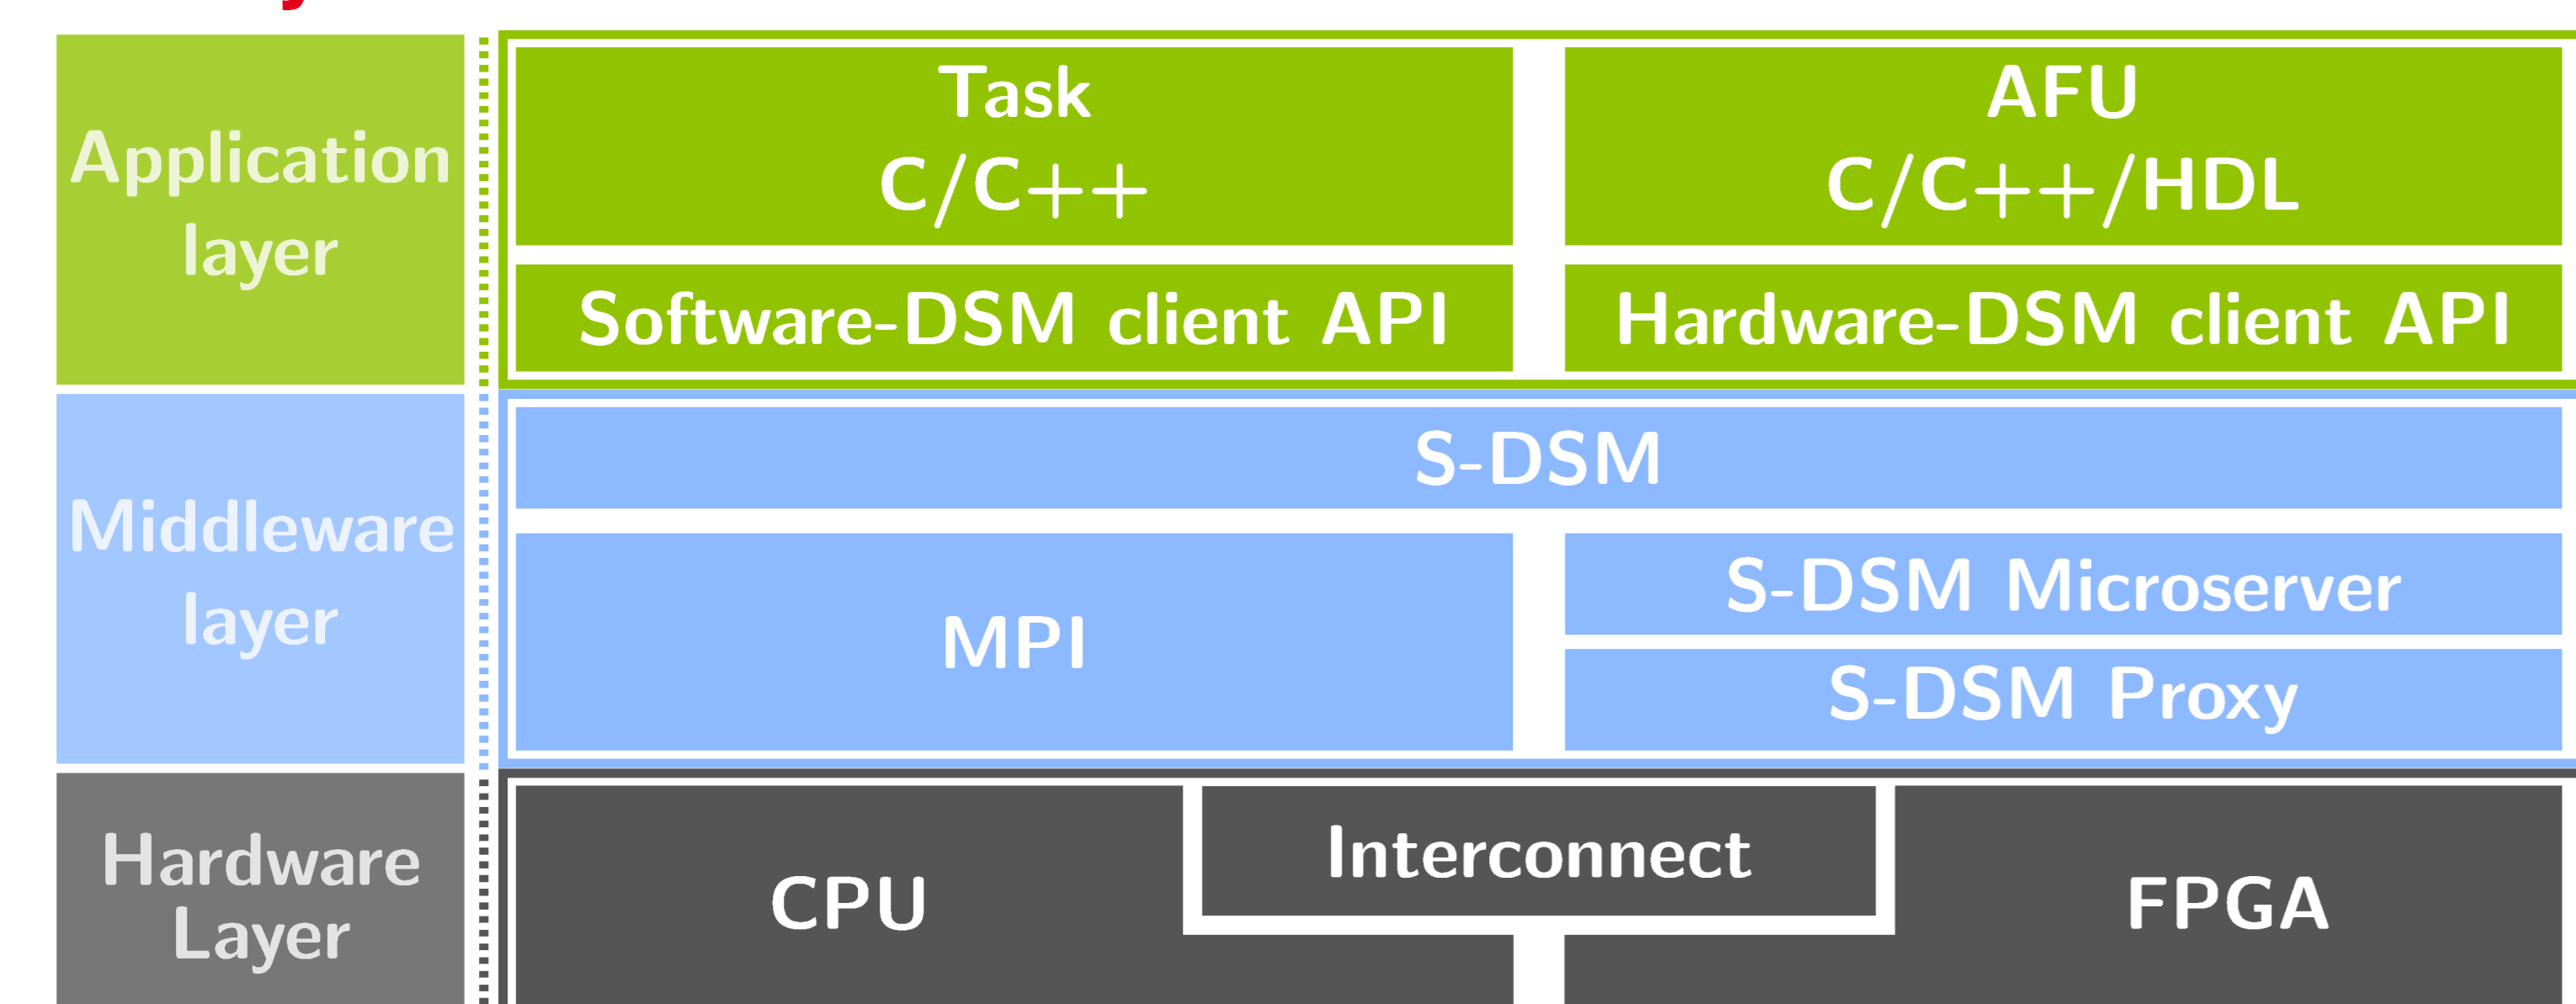 Application
layer
Task
C/C++
AFU
C/C++/HDL
Software-DSM client API
Hardware-DSM client API
Middleware
layer
S-DSM
MPI
S-DSM Microserver
S-DSM Proxy
Hardware
Layer
CPU
Interconnect
FPGA